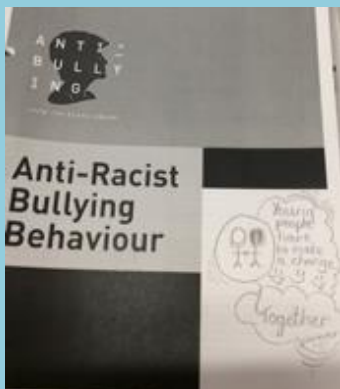 ANTI-
BULLY
ING
Anti-Racist
Bullying
Behaviour
Young
people
have
to make
a change
Together